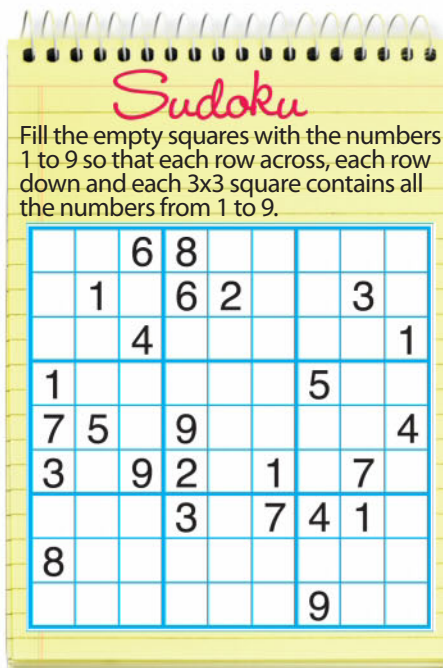 Sudoku
Fill the empty squares with the numbers
1 to 9 so that each row across, each row
down and each 3x3 square contains all
the numbers from 1 to 9.
6 8
1 6 2 3
4 1
1 5
7 5 9 4
3 9 2 1 7
3 7 4 1
8
9